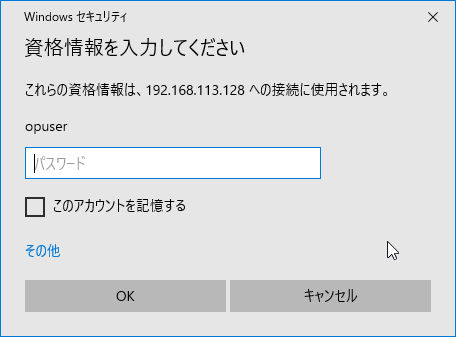 Windows セキュリティ
資格情報を入力してください
これらの資格情報は、192.168.113.128 への接続に使用されます。
opuser
パスワード
このアカウントを記憶する
その他
OK
キャンセル